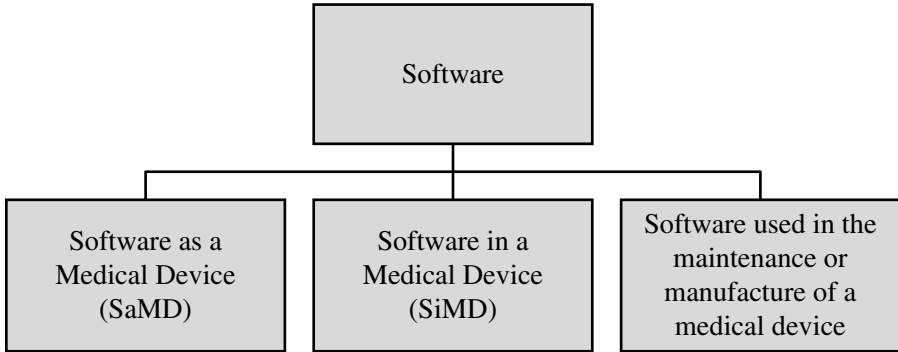 Software
Software as a
Medical Device
(SaMD)
Software in a
Medical Device
(SiMD)
Software used in the
maintenance or
manufacture of a
medical device